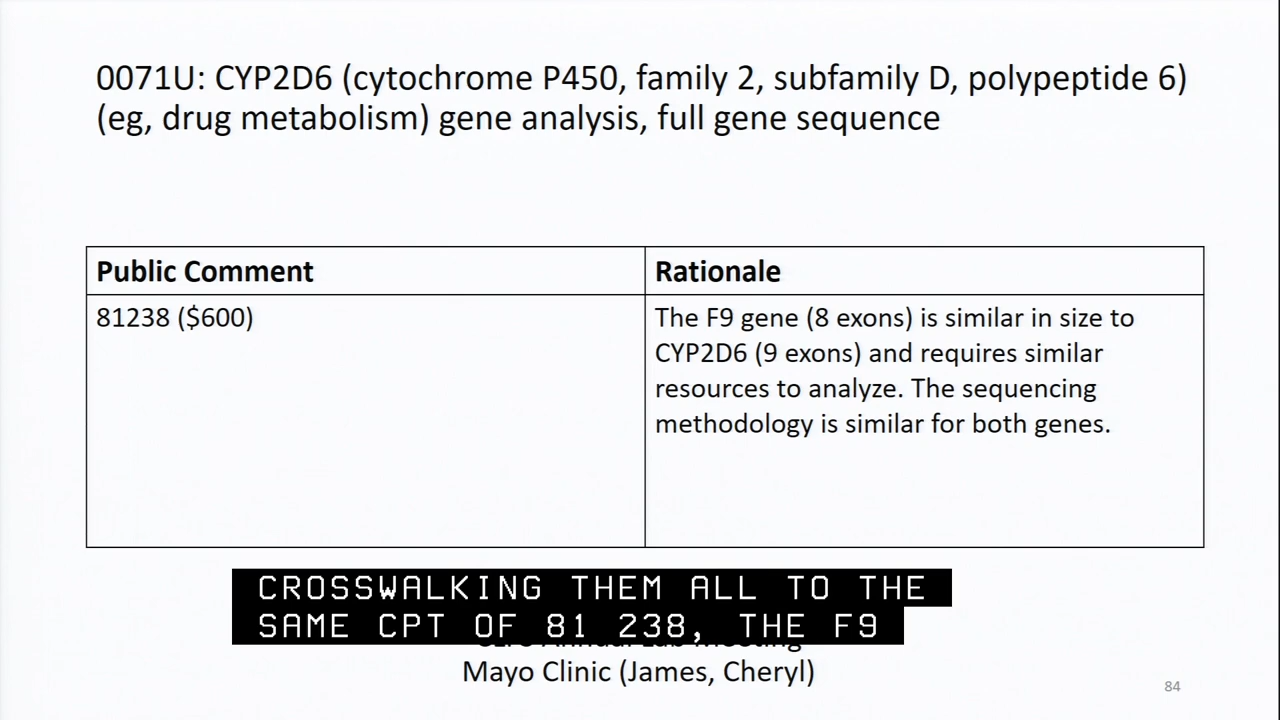 0071U: CYP2D6 (cytochrome P450, family 2, subfamily D, polypeptide 6)
(eg, drug metabolism) gene analysis, full gene sequence
Public Comment
Rationale
81238 ($600)
The F9 gene (8 exons) is similar in size to
CYP2D6 (9 exons) and requires similar
resources to analyze. The sequencing
methodology is similar for both genes.
CROSSWALKING THEM ALL TO THE
SAME CPT OF 81 238, THE F9
Mayo Clinic (James, Cheryl)
84